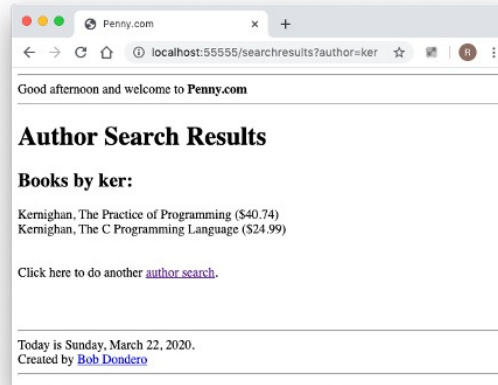 Penny.com
localhost:55555/searchresults?author=ker
R
Good afternoon and welcome to Penny.com
Author Search Results
Books by ker:
Kernighan, The Practice of Programming ($40.74)
Kernighan, The C Programming Language ($24.99)
Click here to do another author search.
Today is Sunday, March 22, 2020.
Created by Bob Dondero